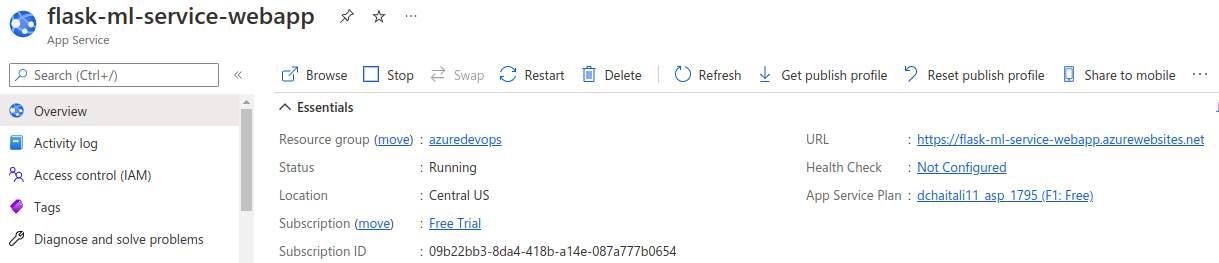 flask-ml-service-webapp
App Service
Search (Ctrl+/)
Browse Stop Swap Restart Delete Refresh Get publish profile Reset publish profile Share to mobile
Overview
Activity log
Access control (IAM)
Tags
Diagnose and solve problems
Essentials
Resource group (move) : azuredevops
Status : Running
Location : Central US
Subscription (move) : Free Trial
Subscription ID : 09b22bb3-8da4-418b-a14e-087a777b0654
URL : https://flask-ml-service-webapp.azurewebsites.net
Health Check : Not Configured
App Service Plan : dchaitali11_asp_1795 (F1: Free)